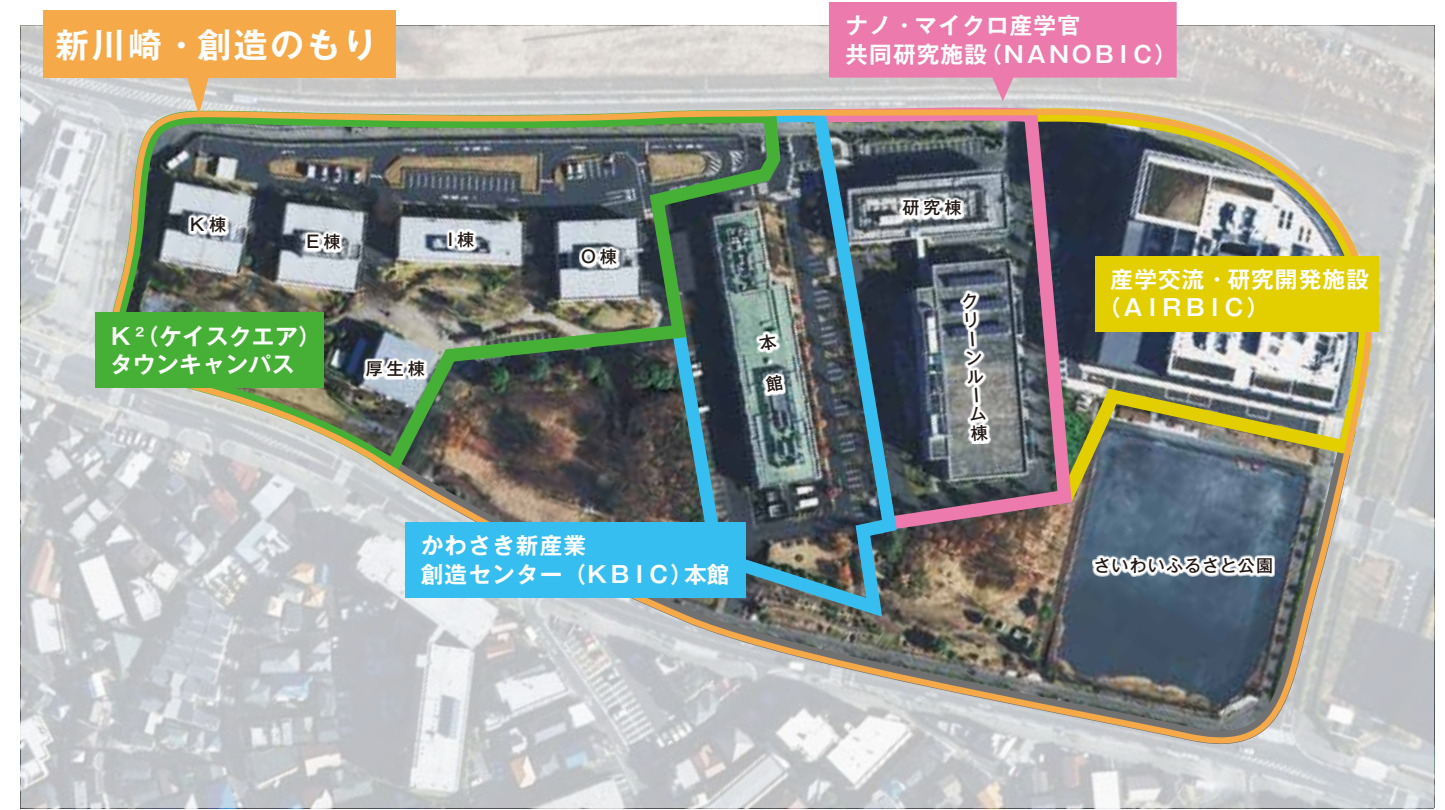 新川崎・創造のもり
ナノ・マイクロ産学官
共同研究施設(NANOBIC)
K棟
E棟
I棟
O棟
研究棟
産学交流・研究開発施設
(AIRBIC)
K²(ケイスクエア)
タウンキャンパス
厚生棟
本館
クリーンルーム棟
かわさき新産業
創造センター (KBIC)本館
さいわいふるさと公園